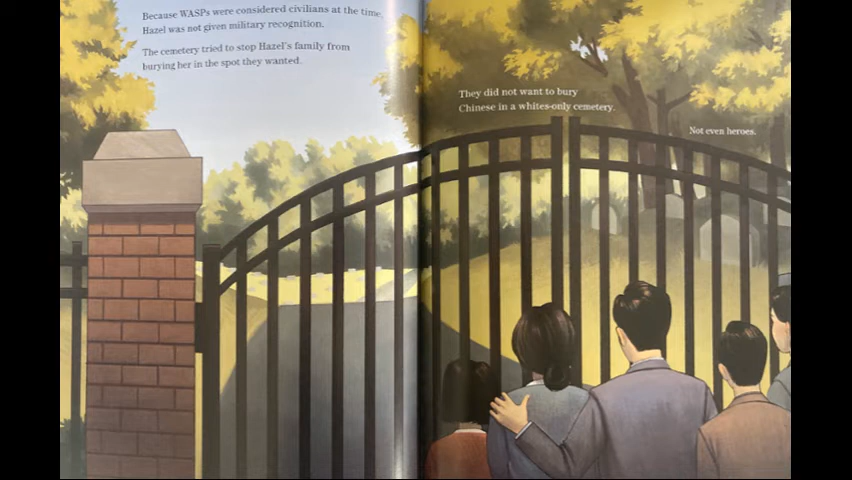 Because WASPs were considered civilians at the time,
Hazel was not given military recognition.
The cemetery tried to stop Hazel's family from
burying her in the spot they wanted.
They did not want to bury
Chinese in a whites-only cemetery.
Not even heroes.